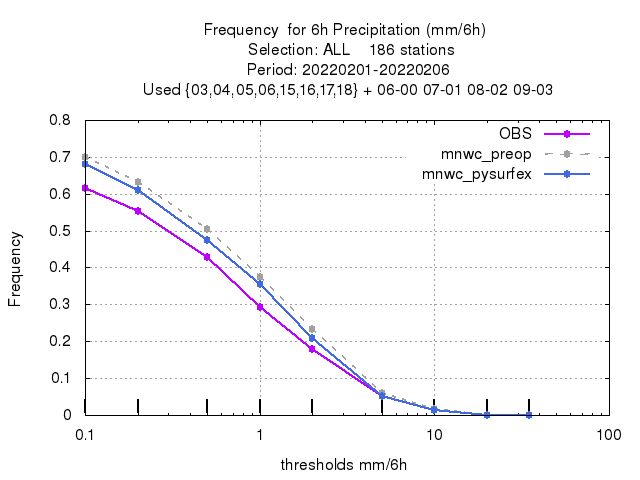 Frequency  for 6h Precipitation (mm/6h)
Selection: ALL    186 stations
Period: 20220201-20220206
Used {03,04,05,06,15,16,17,18} + 06-00 07-01 08-02 09-03
OBS
mnwc_preop
mnwc_pysurfex
0.8
0.7
0.6
0.5
0.4
0.3
0.2
0.1
0
Frequency
0.1 1 10 100
thresholds mm/6h